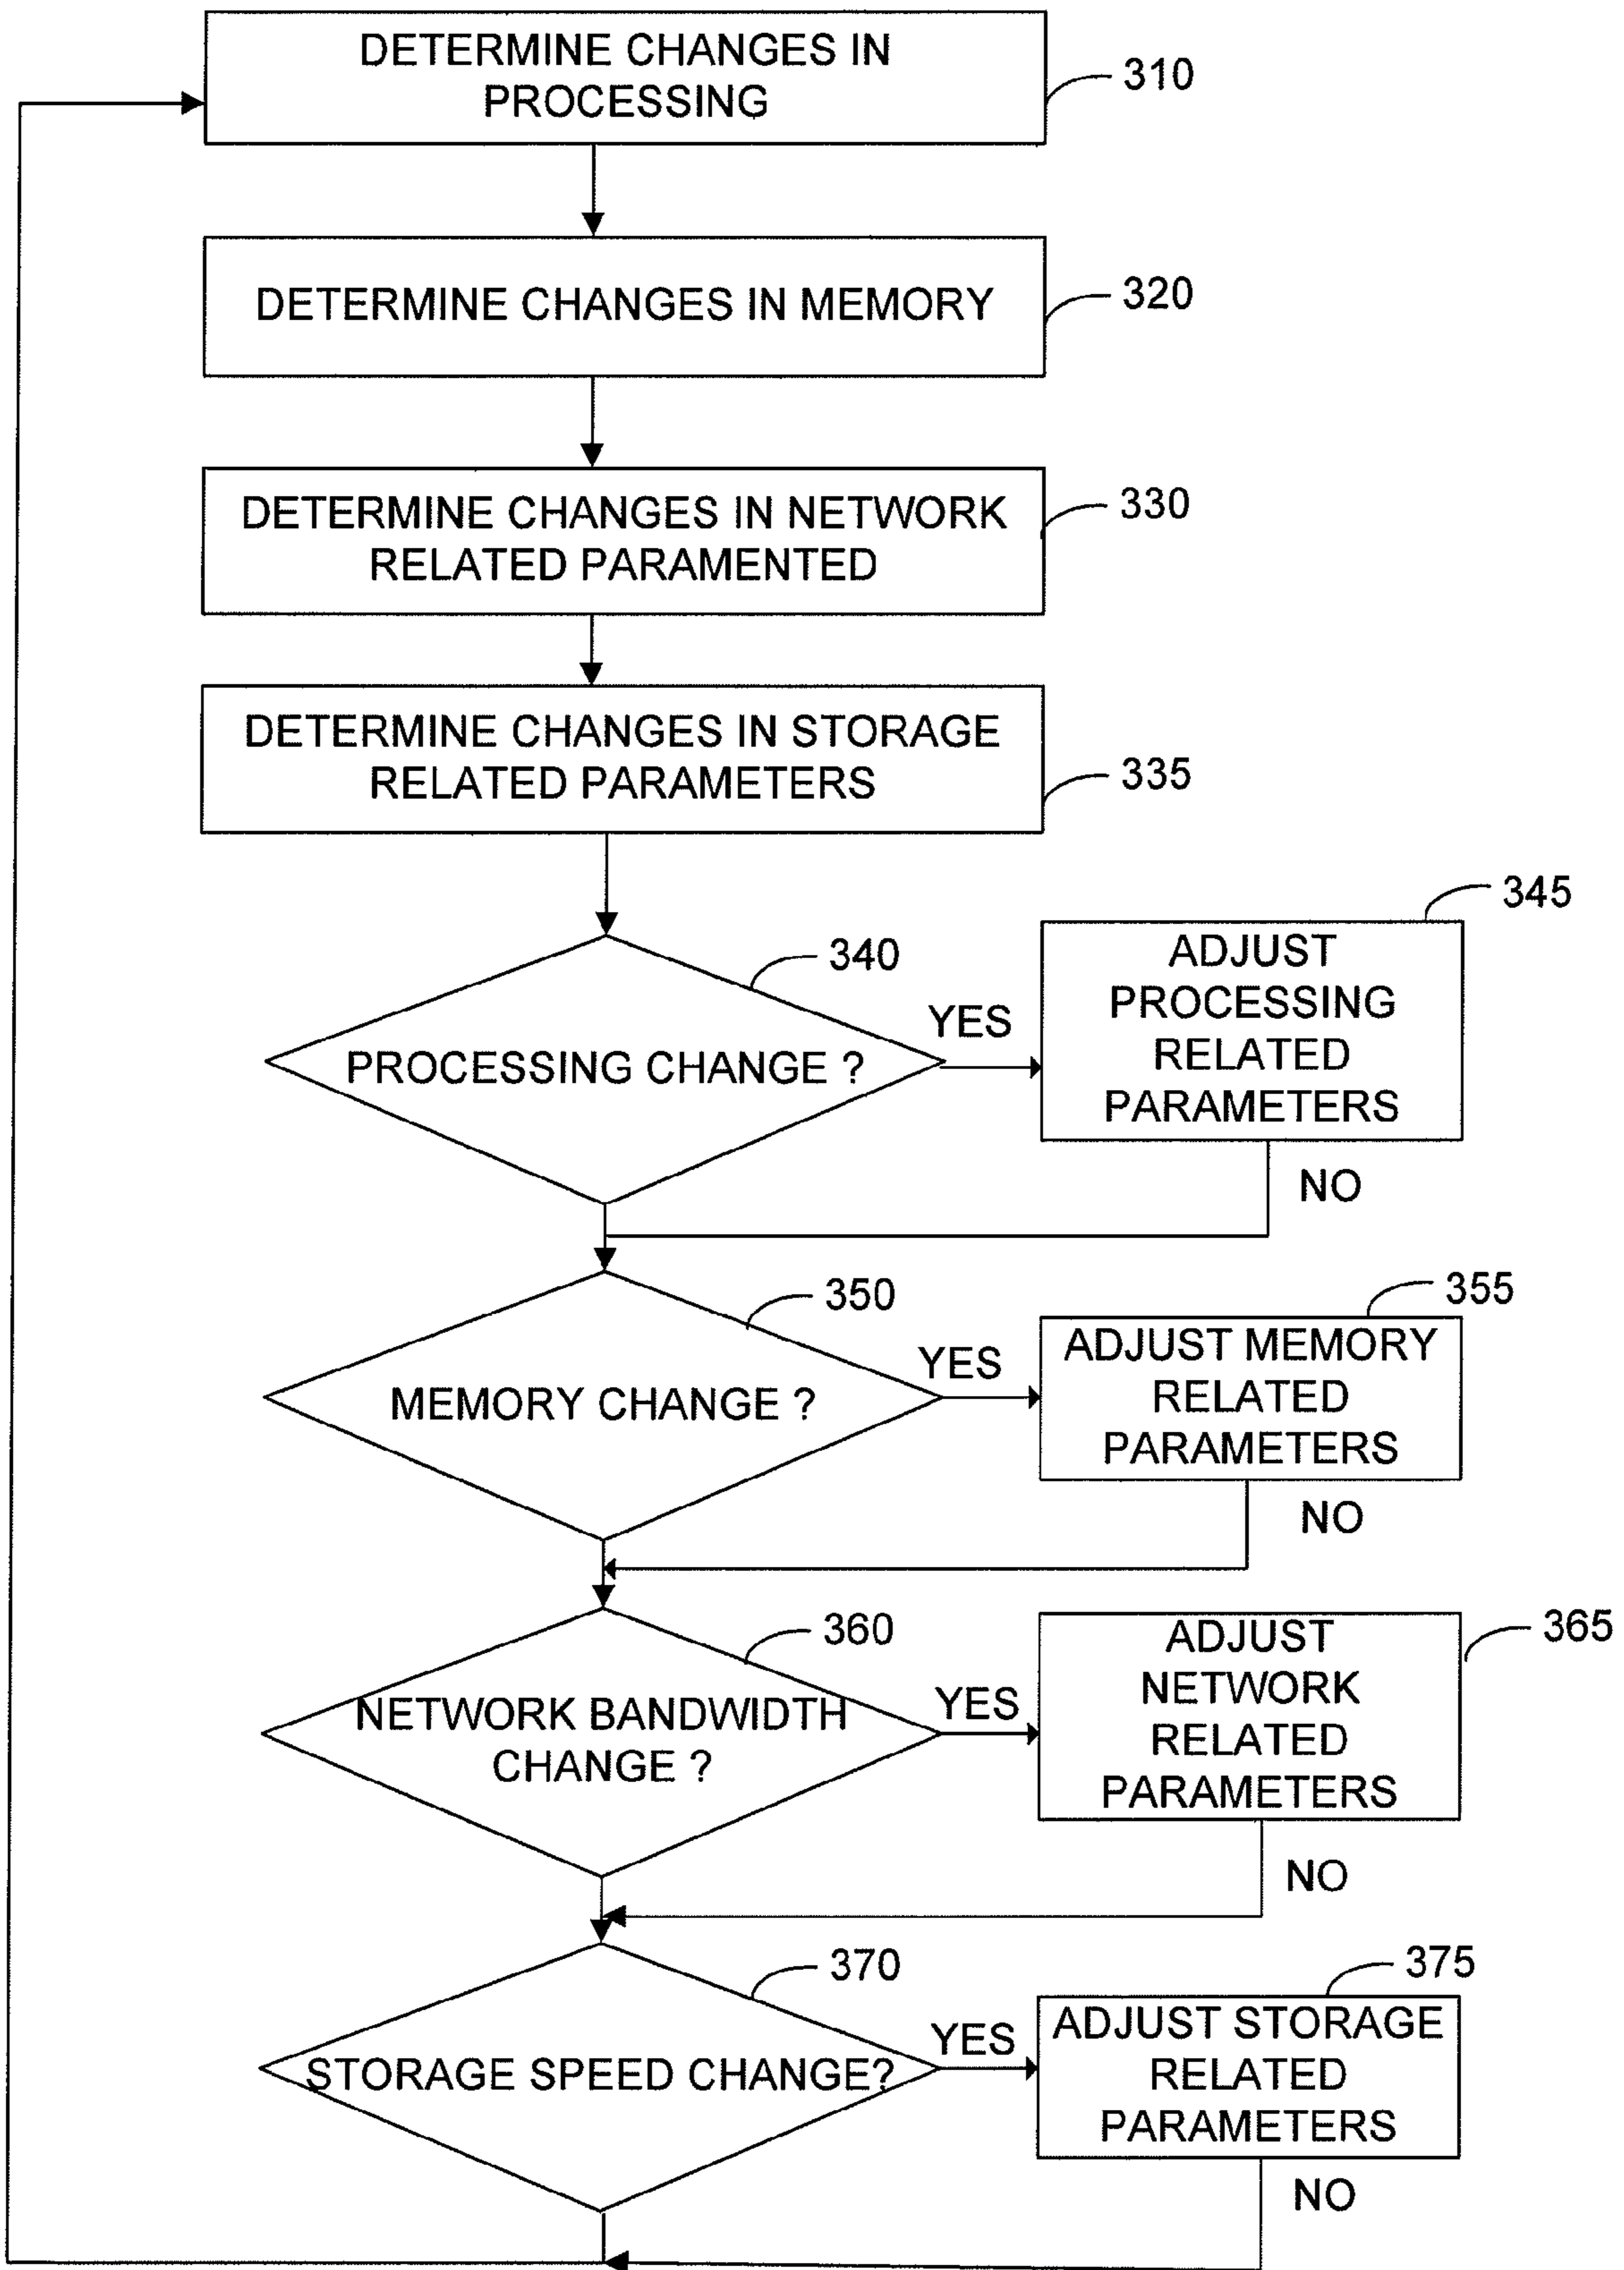 DETERMINE CHANGES IN
PROCESSING
310
DETERMINE CHANGES IN MEMORY
320
DETERMINE CHANGES IN NETWORK
RELATED PARAMENTED
330
DETERMINE CHANGES IN STORAGE
RELATED PARAMETERS
335
340
PROCESSING CHANGE ?
YES
345
ADJUST
PROCESSING
RELATED
PARAMETERS
NO
350
MEMORY CHANGE ?
YES
355
ADJUST MEMORY
RELATED
PARAMETERS
NO
360
NETWORK BANDWIDTH
CHANGE ?
YES
365
ADJUST
NETWORK
RELATED
PARAMETERS
NO
370
STORAGE SPEED CHANGE?
YES
375
ADJUST STORAGE
RELATED
PARAMETERS
NO